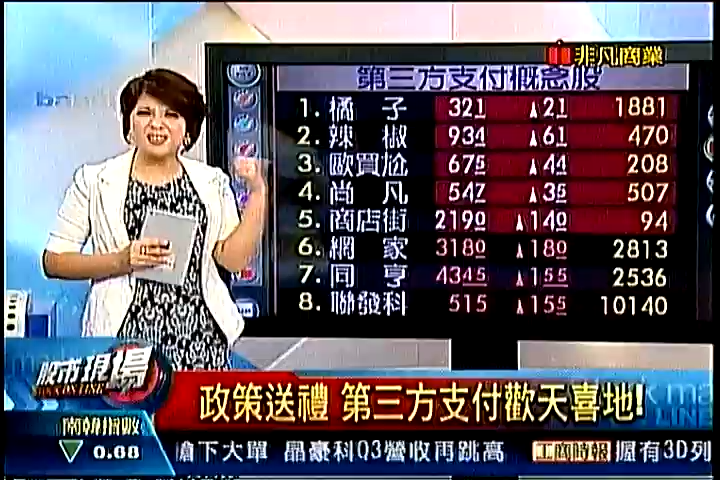 非凡商業
第三方支付概念股
1. 橘子 321 ▲21 1881
2. 辣椒 934 ▲61 470
3. 歐買尬 675 ▲44 208
4. 尚凡 547 ▲35 507
5. 商店街 2190 ▲140 94
6. 網家 3180 ▲180 2813
7. 同亨 4345 ▲155 2536
8. 聯發科 515 ▲155 10140
股市現場
政策送禮 第三方支付歡天喜地!
南韓指數
▽ 0.68
搶下大單 晶豪科Q3營收再跳高 工商時報 握有3D列